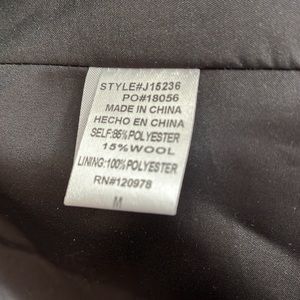 STYLE#J15236
PO#18056
MADE IN CHINA
HECHO EN CHINA
SELF:85%POLYESTER
15%WOOL
LINING:100%POLYESTER
RN#120978
M